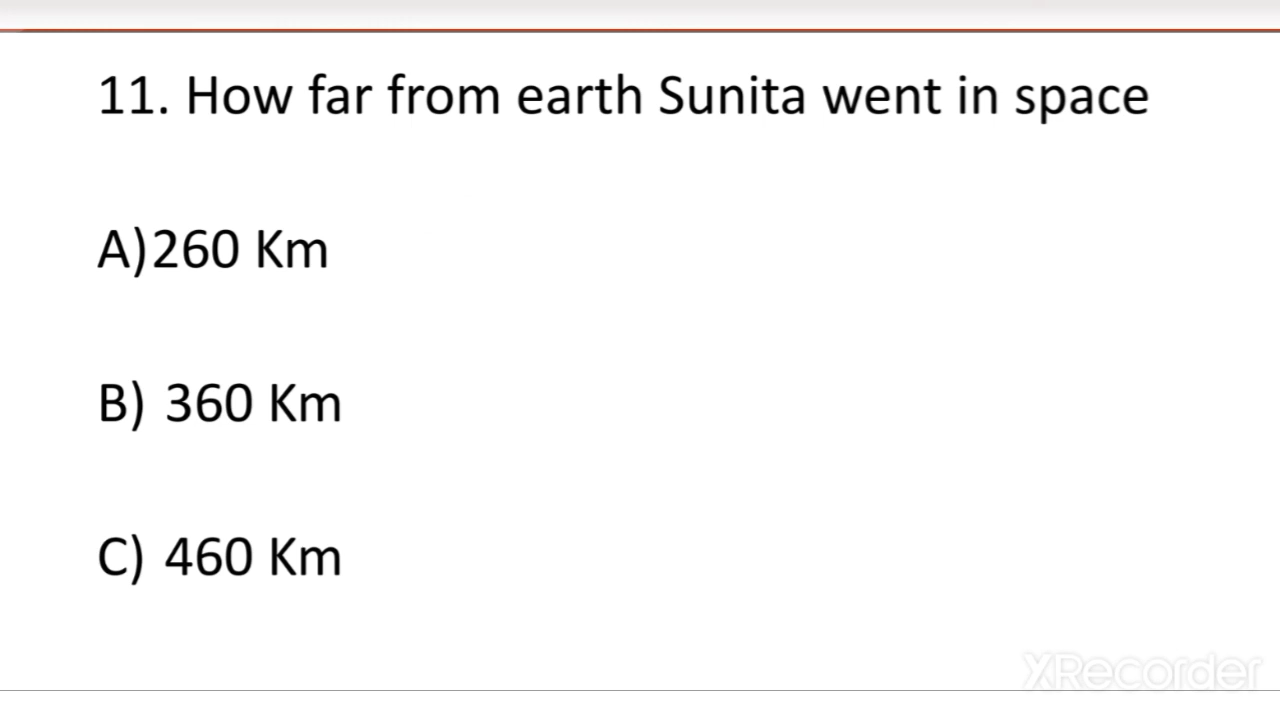 11. How far from earth Sunita went in space
A)260 Km
B) 360 Km
C) 460 Km
XRecorder